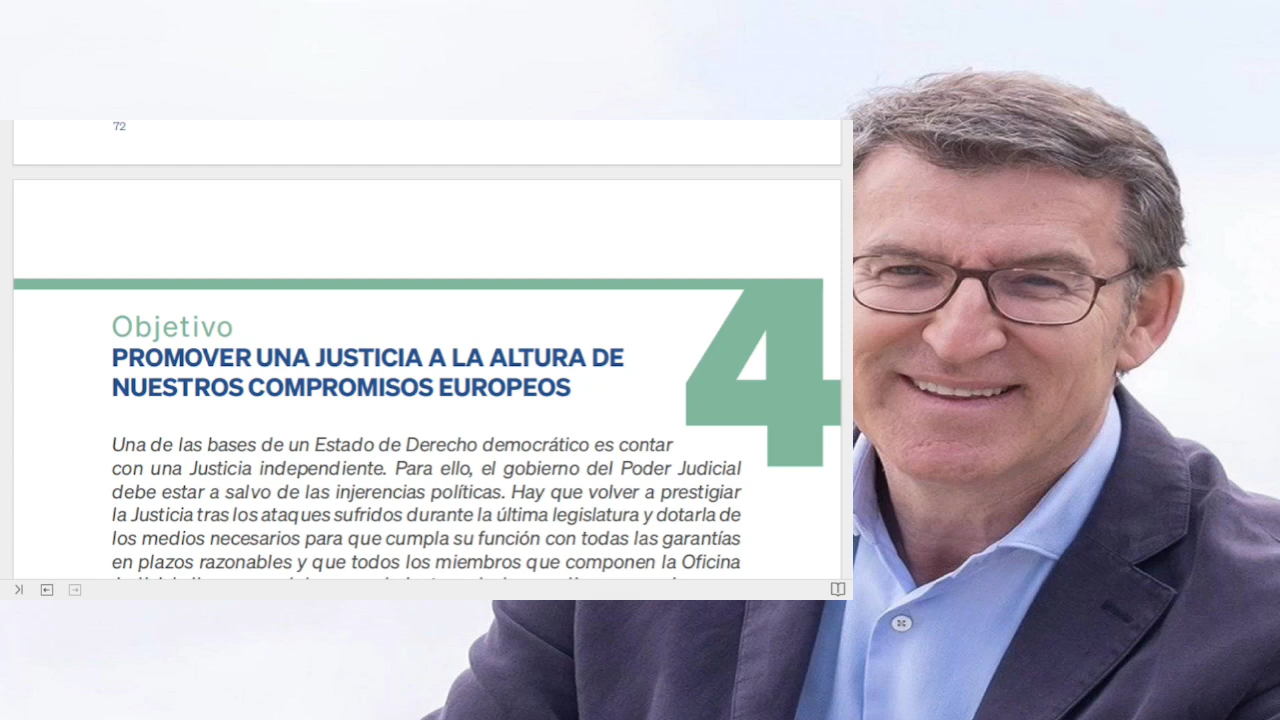 72
Objetivo
PROMOVER UNA JUSTICIA A LA ALTURA DE
NUESTROS COMPROMISOS EUROPEOS
4
Una de las bases de un Estado de Derecho democrático es contar
con una Justicia independiente. Para ello, el gobierno del Poder Judicial
debe estar a salvo de las injerencias políticas. Hay que volver a prestigiar
la Justicia tras los ataques sufridos durante la última legislatura y dotarla de
los medios necesarios para que cumpla su función con todas las garantías
en plazos razonables y que todos los miembros que componen la Oficina